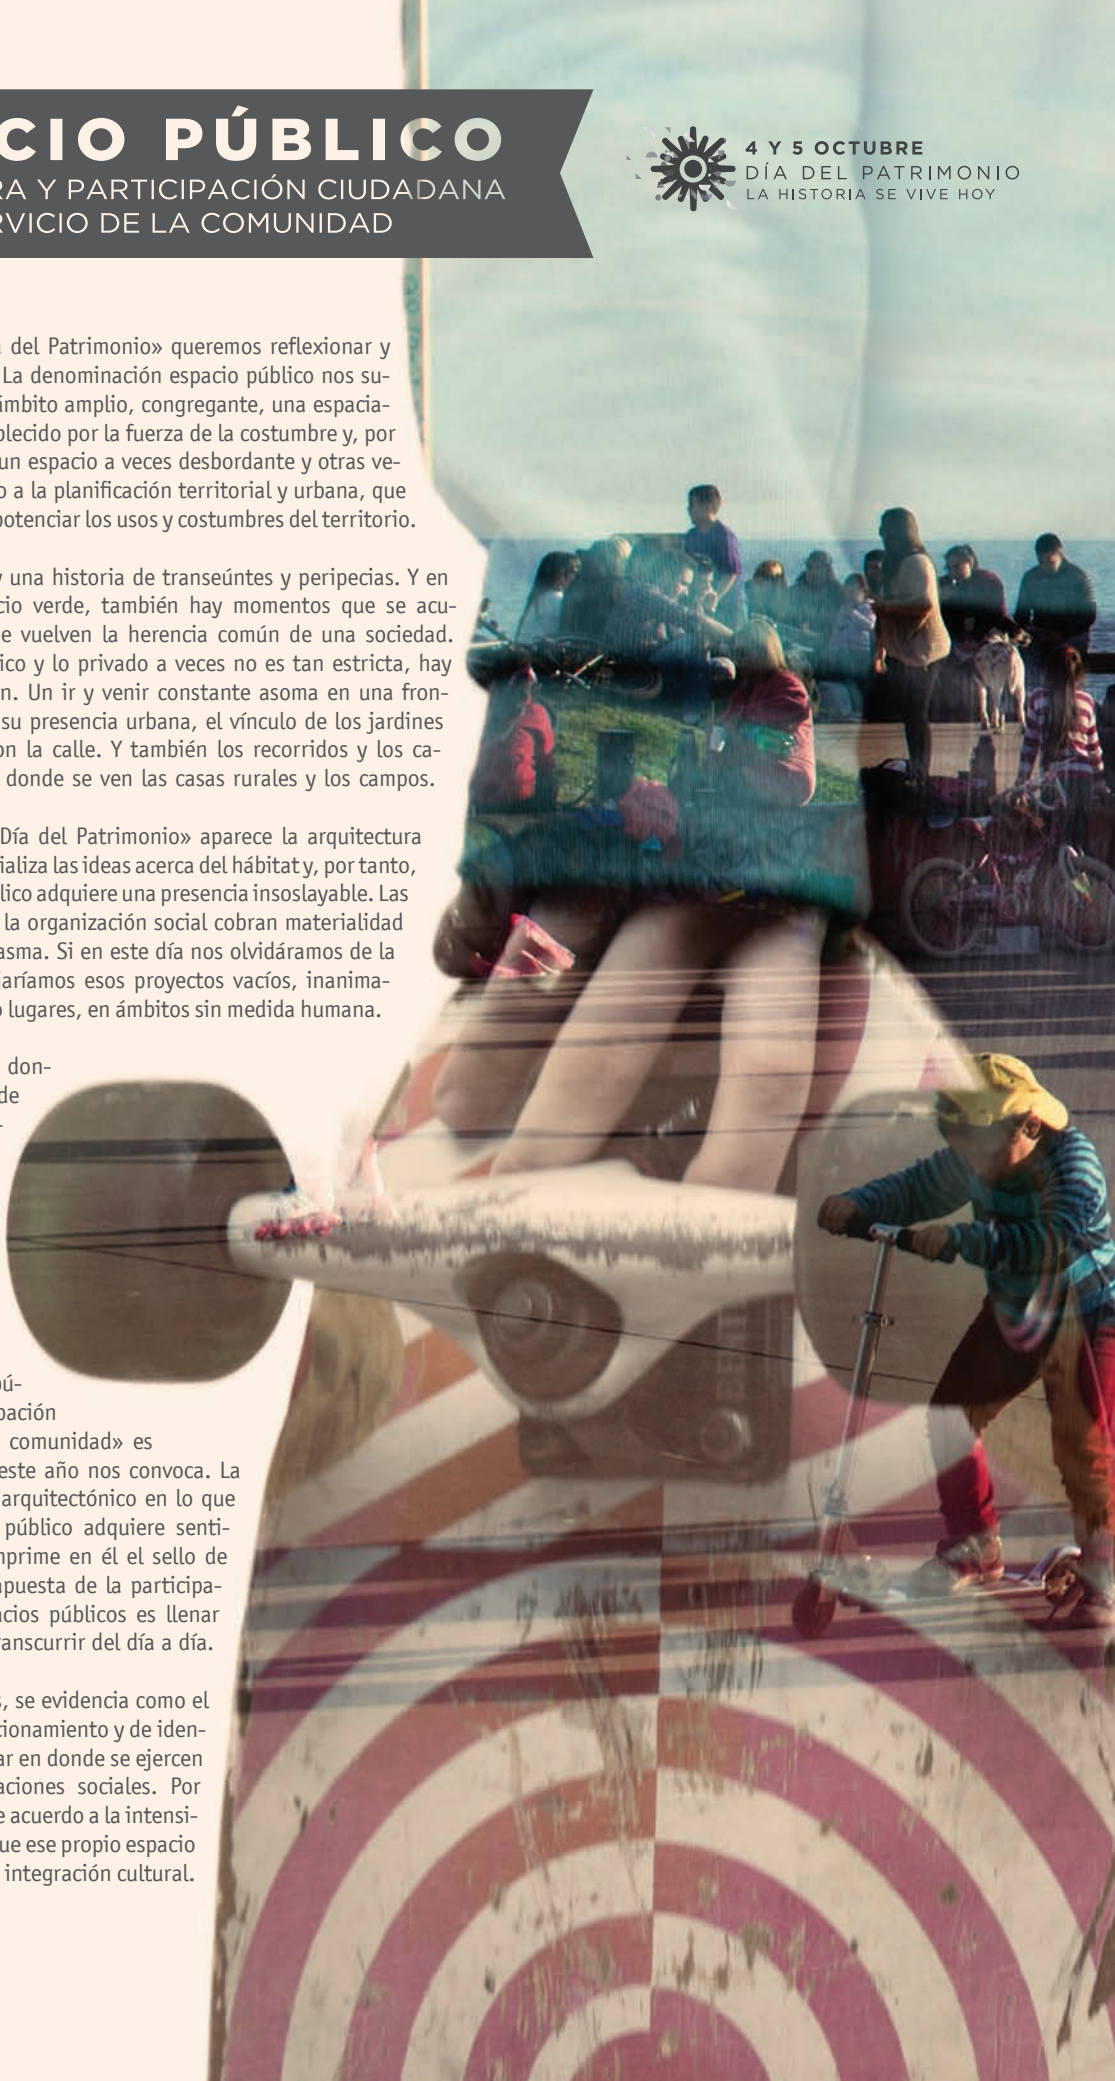 CIO PÚBLICO
RA Y PARTICIPACIÓN CIUDADANA
RVICIO DE LA COMUNIDAD
4 Y 5 OCTUBRE
DÍA DEL PATRIMONIO
LA HISTORIA SE VIVE HOY
del Patrimonio» queremos reflexionar y
La denominación espacio público nos su-
ámbito amplio, congregante, una espacia-
blecido por la fuerza de la costumbre y, por
un espacio a veces desbordante y otras ve-
o a la planificación territorial y urbana, que
potenciar los usos y costumbres del territorio.
y una historia de transeúntes y peripecias. Y en
cio verde, también hay momentos que se acu-
e vuelven la herencia común de una sociedad.
ico y lo privado a veces no es tan estricta, hay
n. Un ir y venir constante asoma en una fron-
su presencia urbana, el vínculo de los jardines
on la calle. Y también los recorridos y los ca-
donde se ven las casas rurales y los campos.
Día del Patrimonio» aparece la arquitectura
ializa las ideas acerca del hábitat y, por tanto,
lico adquiere una presencia insoslayable. Las
la organización social cobran materialidad
asma. Si en este día nos olvidáramos de la
jaríamos esos proyectos vacíos, inanima-
o lugares, en ámbitos sin medida humana.
don-
de
-
pú-
pación
comunidad» es
este año nos convoca. La
arquitectónico en lo que
público adquiere senti-
mprime en él el sello de
apuesta de la participa-
acios públicos es llenar
ranscurrir del día a día.
s, se evidencia como el
cionamiento y de iden-
ar en donde se ejercen
aciones sociales. Por
e acuerdo a la intensi-
ue ese propio espacio
integración cultural.